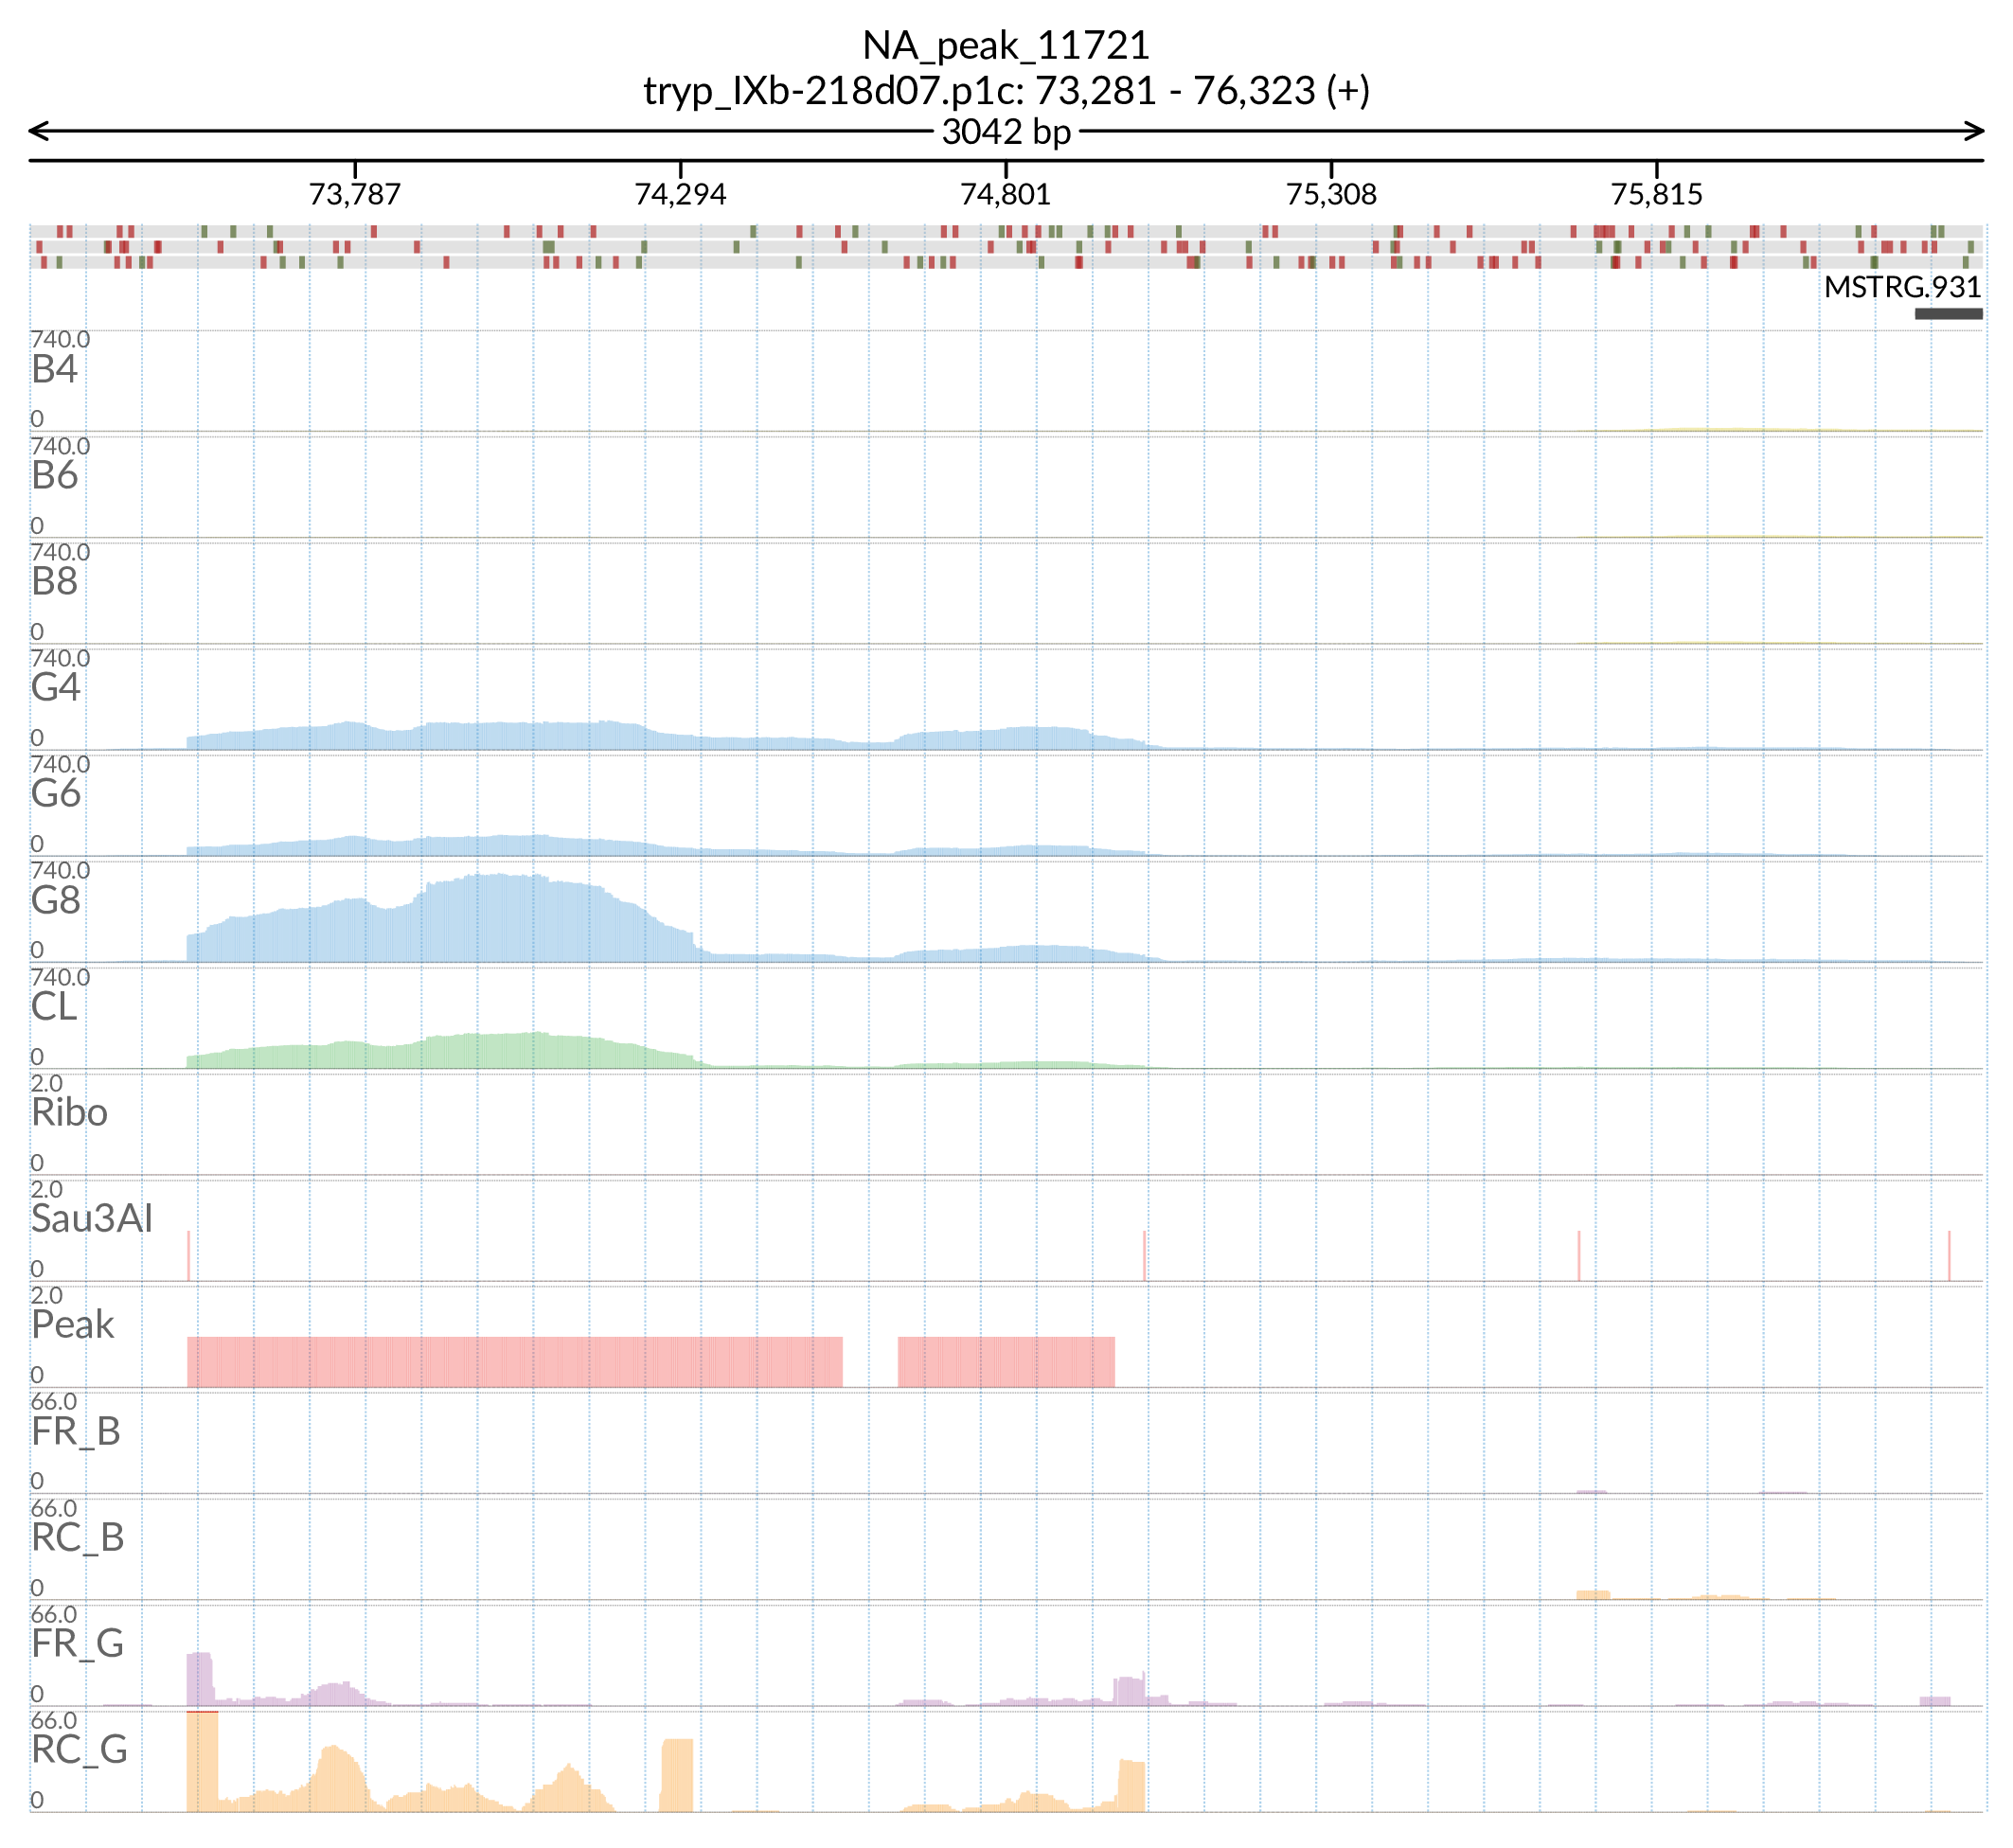 NA_peak_11721
tryp_IXb-218d07.p1c: 73,281 - 76,323 (+)
3042 bp
73,787 74,294 74,801 75,308 75,815
MSTRG.931
740.0
B4
0
740.0
B6
0
740.0
B8
0
740.0
G4
0
740.0
G6
0
740.0
G8
0
740.0
CL
0
2.0
Ribo
0
2.0
Sau3AI
0
2.0
Peak
0
66.0
FR_B
0
66.0
RC_B
0
66.0
FR_G
0
66.0
RC_G
0